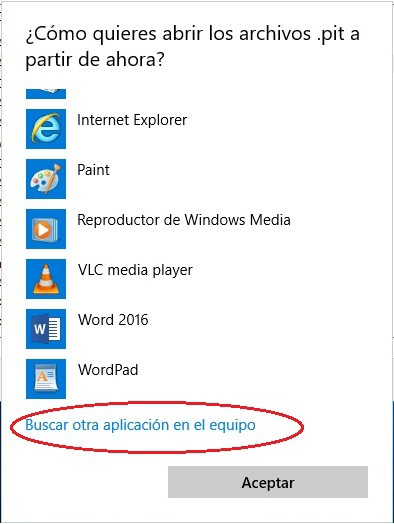 ¿Cómo quieres abrir los archivos .pit a
partir de ahora?
Internet Explorer
Paint
Reproductor de Windows Media
VLC media player
Word 2016
WordPad
Buscar otra aplicación en el equipo
Aceptar